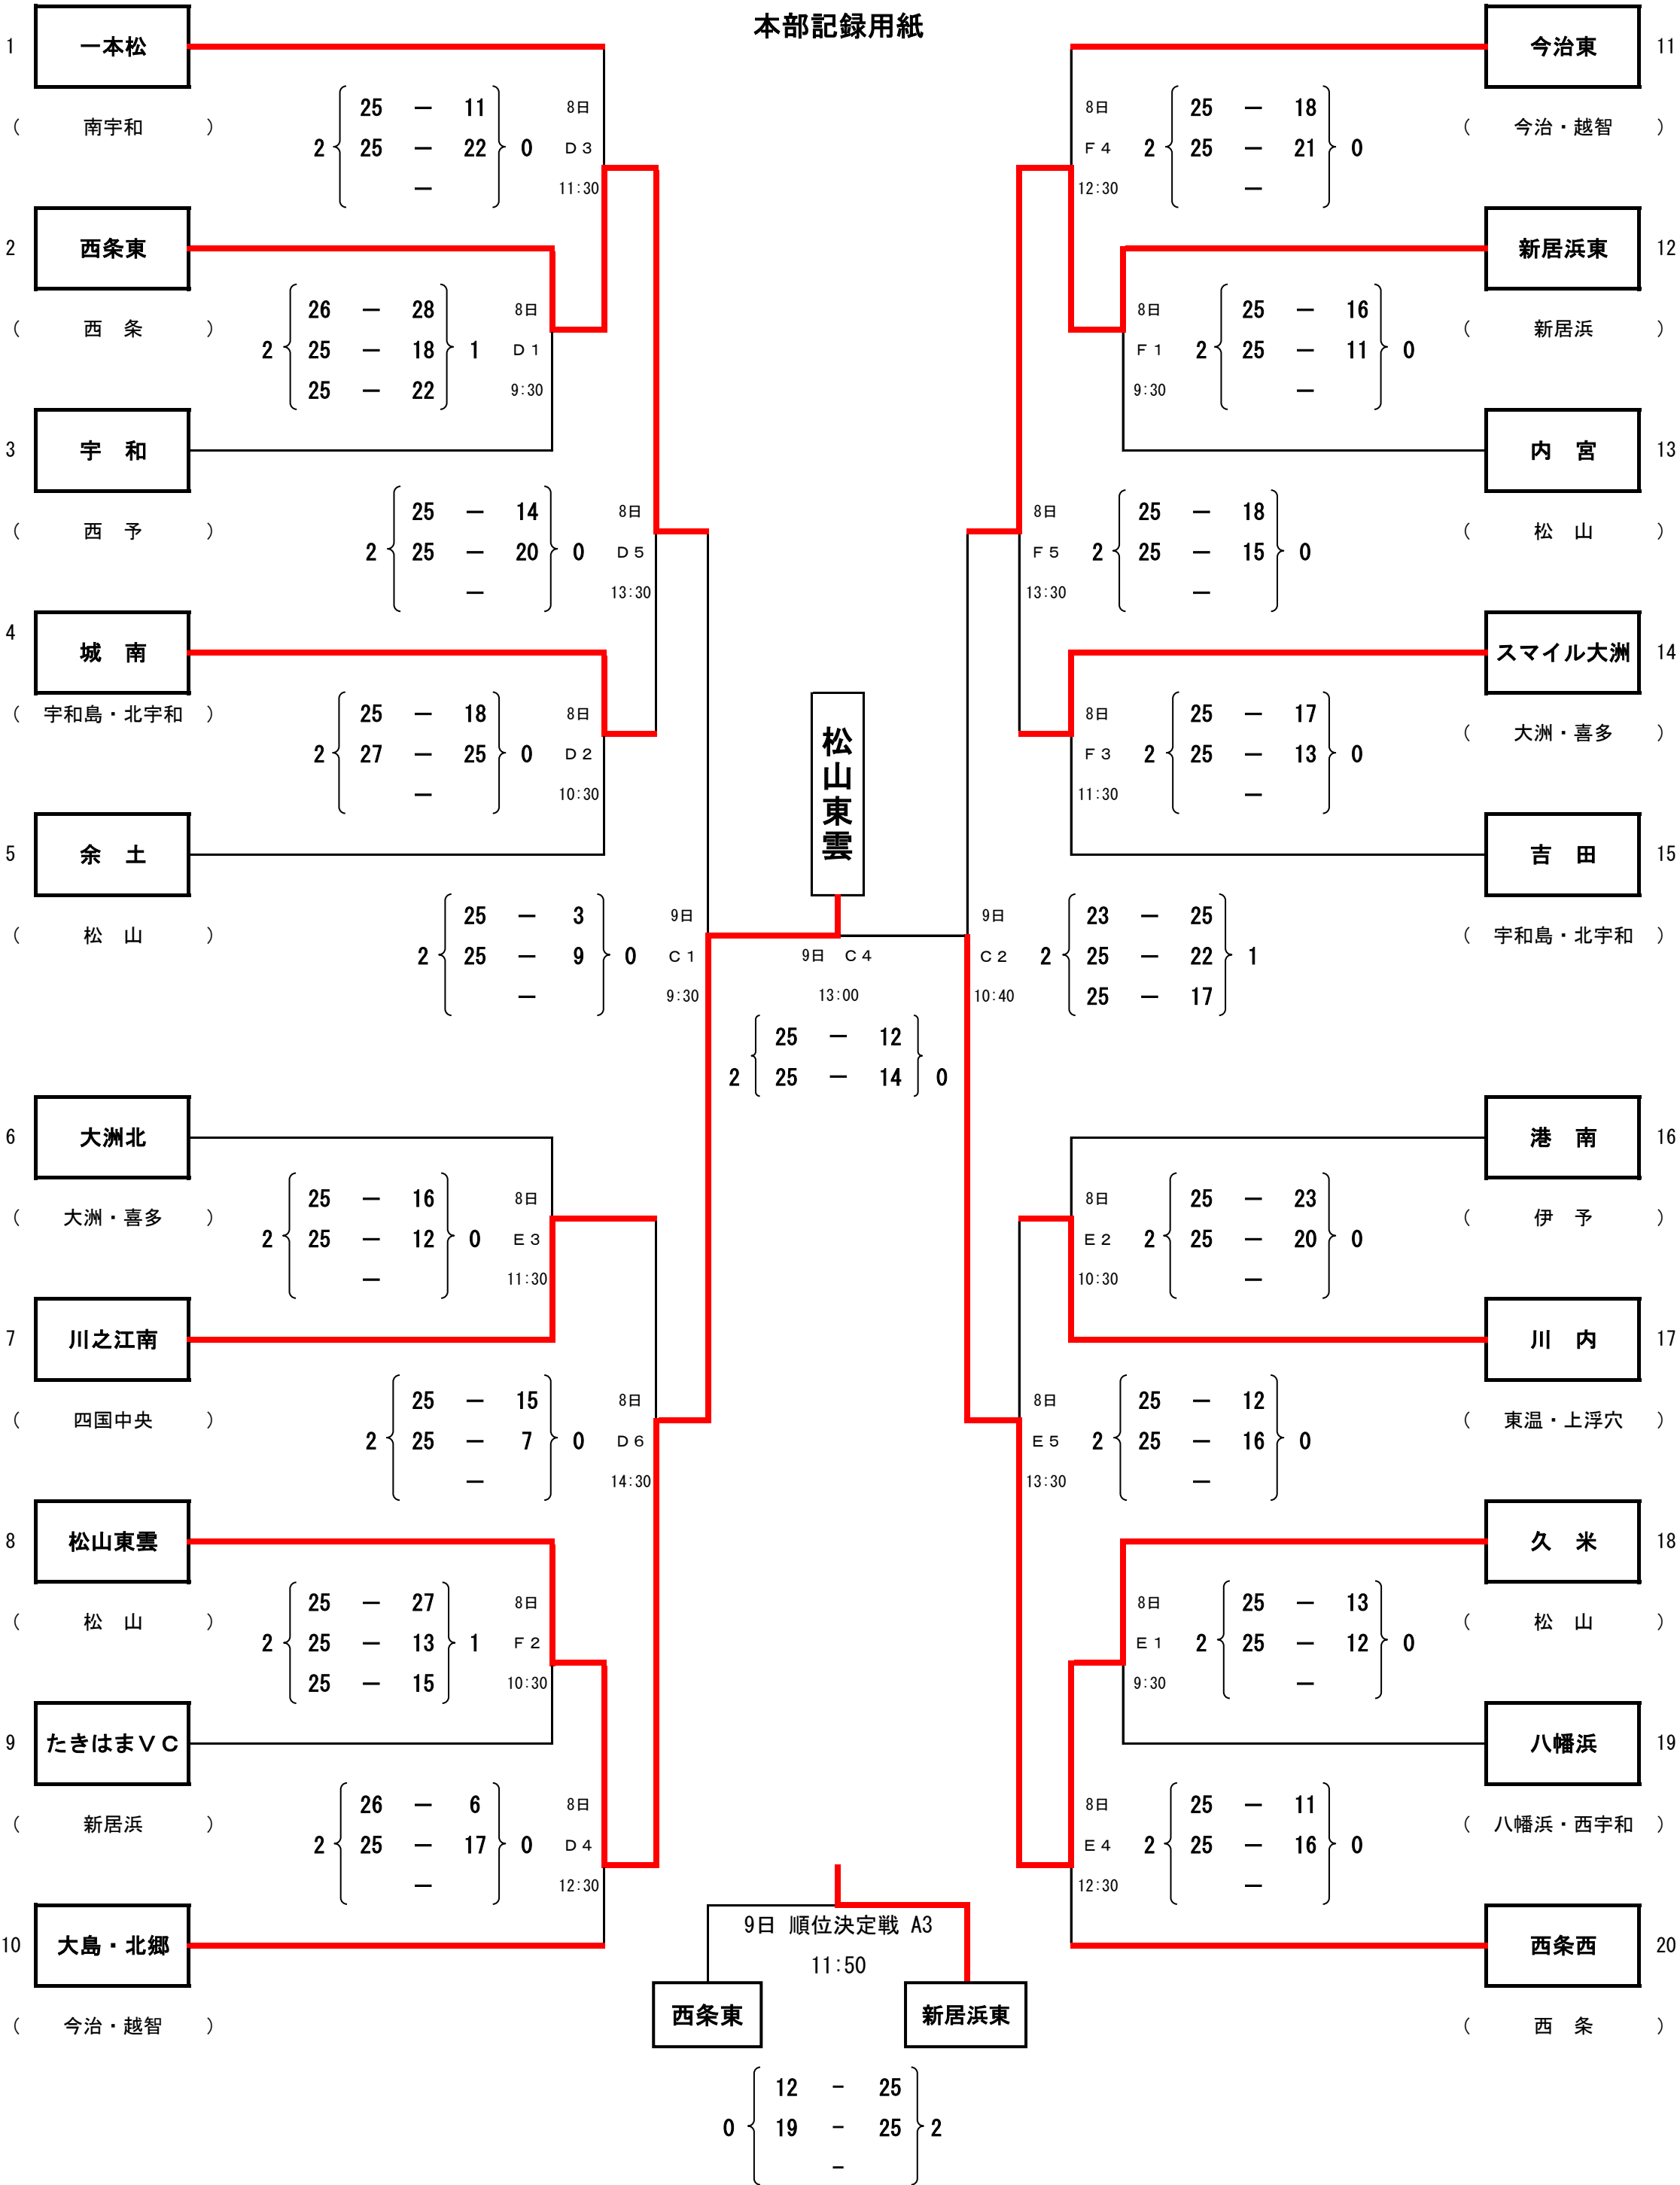 本部記録用紙
1 一本松
( 南宇和 )
25 － 11 8日
2 25 － 22 0 D3
－ 11:30
2 西条東
( 西 条 )
26 － 28 8日
2 25 － 18 1 D1
25 － 22 9:30
3 宇 和
( 西 予 )
25 － 14 8日
2 25 － 20 0 D5
－ 13:30
4 城 南
( 宇和島・北宇和 )
25 － 18 8日
2 27 － 25 0 D2
－ 10:30
5 余 土
( 松 山 )
25 － 3 9日
2 25 － 9 0 C1
－ 9:30
6 大洲北
( 大洲・喜多 )
25 － 16 8日
2 25 － 12 0 E3
－ 11:30
7 川之江南
( 四国中央 )
25 － 15 8日
2 25 － 7 0 D6
－ 14:30
8 松山東雲
( 松 山 )
25 － 27 8日
2 25 － 13 1 F2
25 － 15 10:30
9 たきはまＶＣ
( 新居浜 )
26 － 6 8日
2 25 － 17 0 D4
－ 12:30
10 大島・北郷
( 今治・越智 )
松山東雲
9日 C4
13:00
25 － 12
2 25 － 14 0
今治東 11
( 今治・越智 )
8日 25 － 18
F4 2 25 － 21 0
12:30 －
新居浜東 12
( 新居浜 )
8日 25 － 16
F1 2 25 － 11 0
9:30 －
内 宮 13
( 松 山 )
8日 25 － 18
F5 2 25 － 15 0
13:30 －
スマイル大洲 14
( 大洲・喜多 )
8日 25 － 17
F3 2 25 － 13 0
11:30 －
吉 田 15
( 宇和島・北宇和 )
9日 23 － 25
C2 2 25 － 22 1
10:40 25 － 17
港 南 16
( 伊 予 )
8日 25 － 23
E2 2 25 － 20 0
10:30 －
川 内 17
( 東温・上浮穴 )
8日 25 － 12
E5 2 25 － 16 0
13:30 －
久 米 18
( 松 山 )
8日 25 － 13
E1 2 25 － 12 0
9:30 －
八幡浜 19
( 八幡浜・西宇和 )
8日 25 － 11
E4 2 25 － 16 0
12:30 －
西条西 20
( 西 条 )
9日 順位決定戦 A3
11:50
西条東 新居浜東
12 - 25
0 19 - 25 2
-